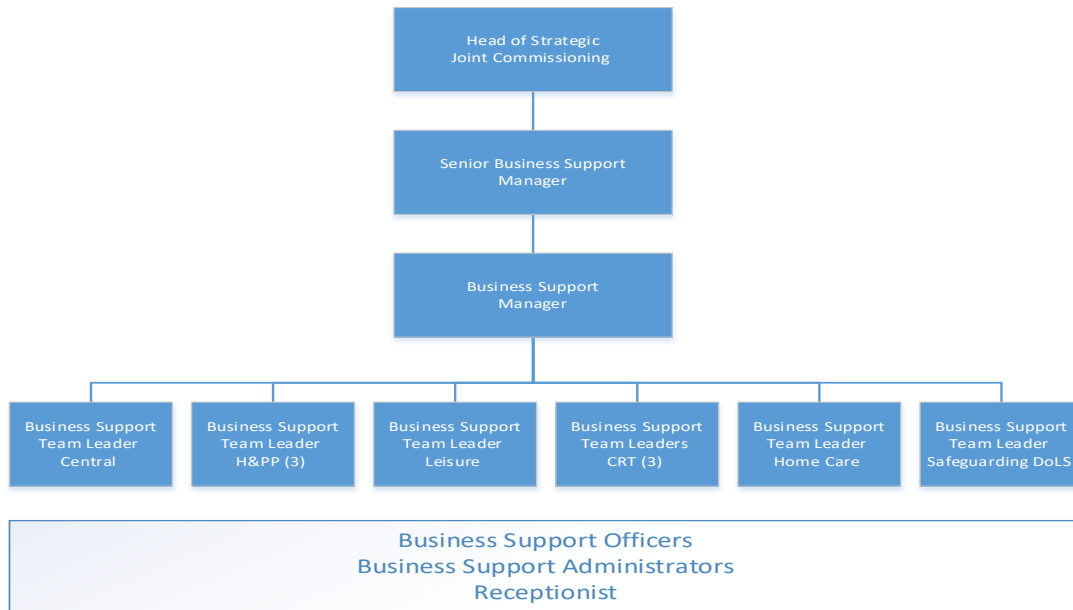 Head of Strategic
Joint Commissioning
Senior Business Support
Manager
Business Support
Manager
Business Support
Team Leader
Central
Business Support
Team Leader
H&PP (3)
Business Support
Team Leader
Leisure
Business Support
Team Leaders
CRT (3)
Business Support
Team Leader
Home Care
Business Support
Team Leader
Safeguarding DoLS
Business Support Officers
Business Support Administrators
Receptionist